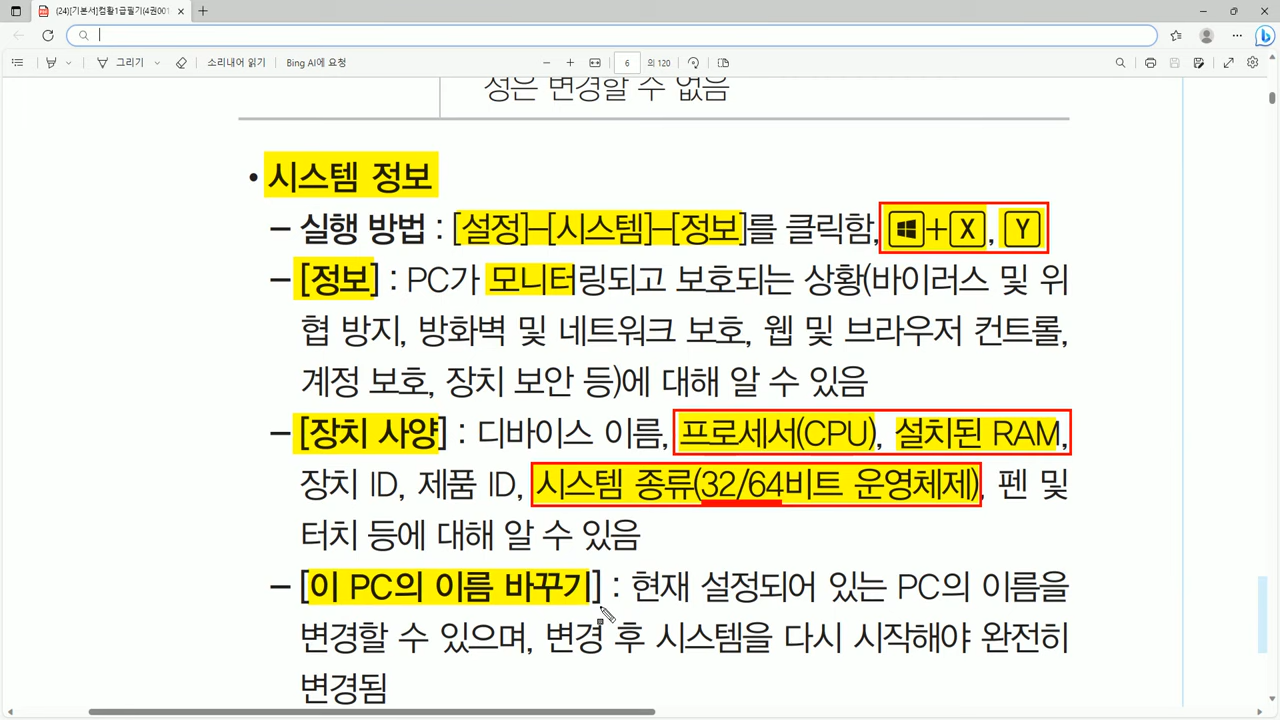 (24)[기본서]컴활1급필기(4권001
그리기
소리내어 읽기
Bing AI에 요청
6
의 120
성은 변경할 수 없음
• 시스템 정보
– 실행 방법 : [설정]–[시스템]–[정보]를 클릭함, +X, Y
– [정보] : PC가 모니터링되고 보호되는 상황(바이러스 및 위
협 방지, 방화벽 및 네트워크 보호, 웹 및 브라우저 컨트롤,
계정 보호, 장치 보안 등)에 대해 알 수 있음
– [장치 사양] : 디바이스 이름, 프로세서(CPU), 설치된 RAM,
장치 ID, 제품 ID, 시스템 종류(32/64비트 운영체제), 펜 및
터치 등에 대해 알 수 있음
– [이 PC의 이름 바꾸기] : 현재 설정되어 있는 PC의 이름을
변경할 수 있으며, 변경 후 시스템을 다시 시작해야 완전히
변경됨